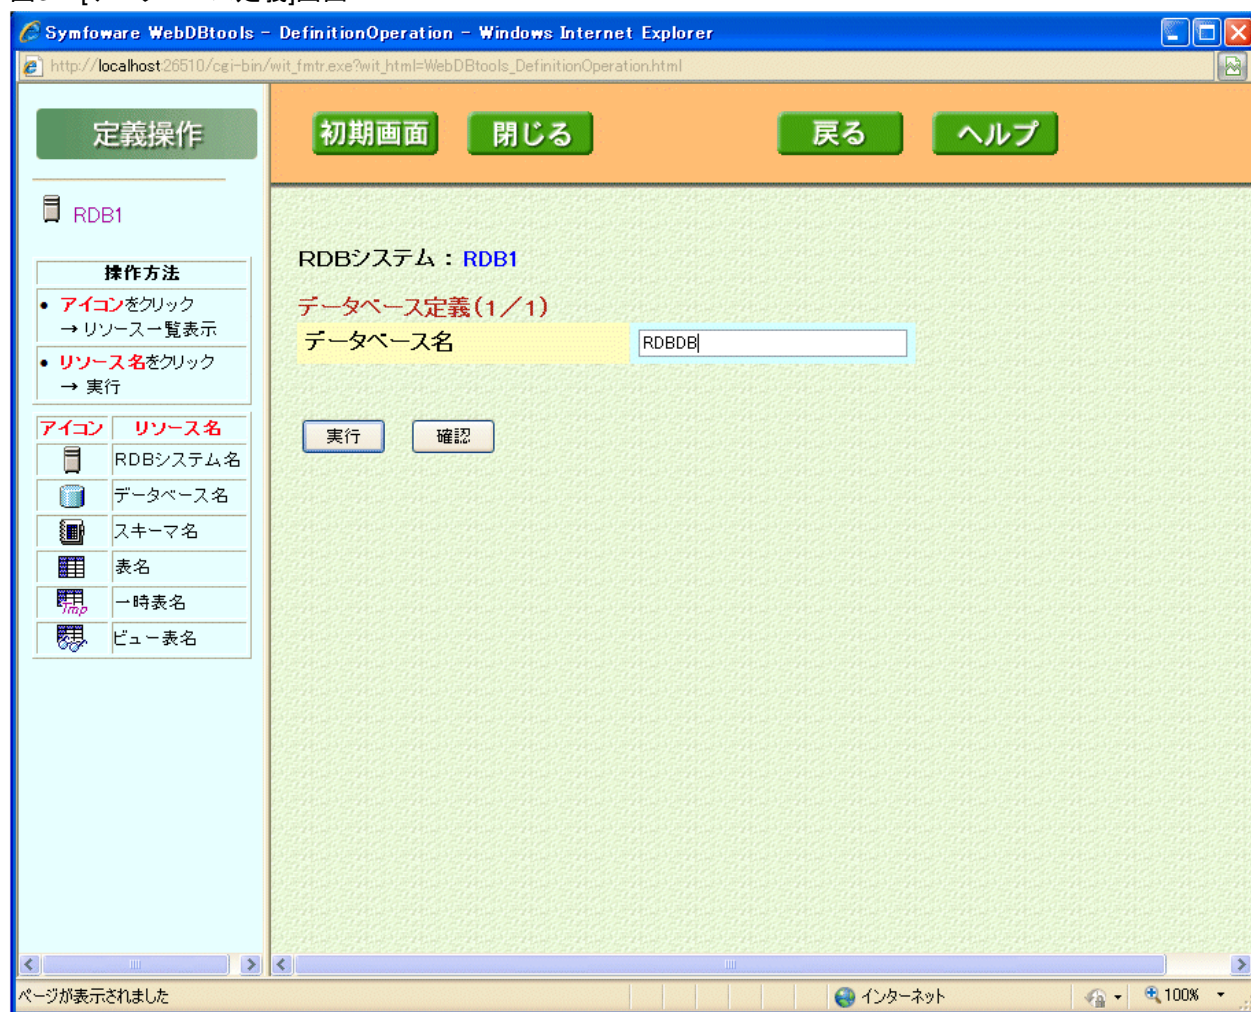 Symfoware WebDBtools - DefinitionOperation - Windows Internet Explorer
http://localhost:26510/cgi-bin/wit_fmtr.exe?wit_html=WebDBtools_DefinitionOperation.html
定義操作
初期画面 閉じる 戻る ヘルプ
RDB1
操作方法
• アイコンをクリック
→ リソース一覧表示
• リソース名をクリック
→ 実行
アイコン リソース名
RDBシステム名
データベース名
スキーマ名
表名
Tmp 一時表名
ビュー表名
RDBシステム：RDB1
データベース定義(1／1)
データベース名 RDBDB
実行 確認
ページが表示されました インターネット 100%